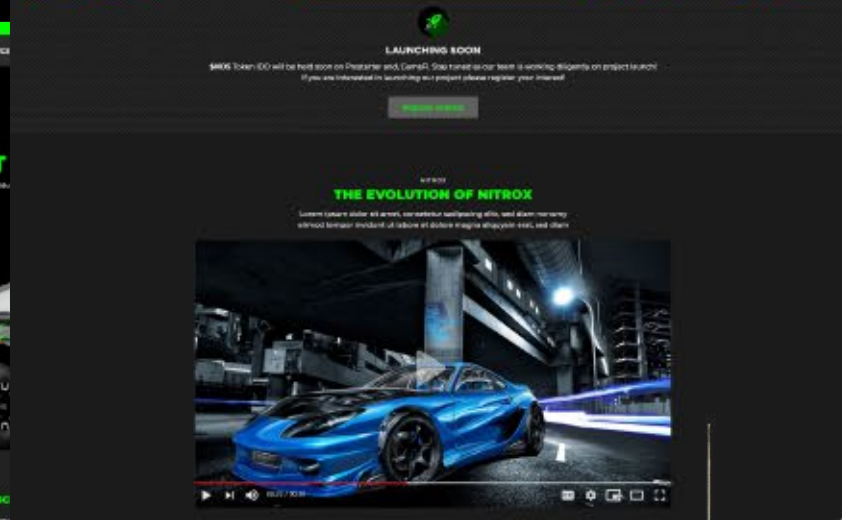 LAUNCHING SOON
Token IDO will be held soon on Prestarter and, GameFi. Stay tuned as our team is working diligently on project launch!
If you are interested in launching our project please register your interest!
NITROX
THE EVOLUTION OF NITROX
Lorem ipsum dolor sit amet, consetetur sadipscing elitr, sed diam nonumy
eirmod tempor invidunt ut labore et dolore magna aliquyam erat, sed diam